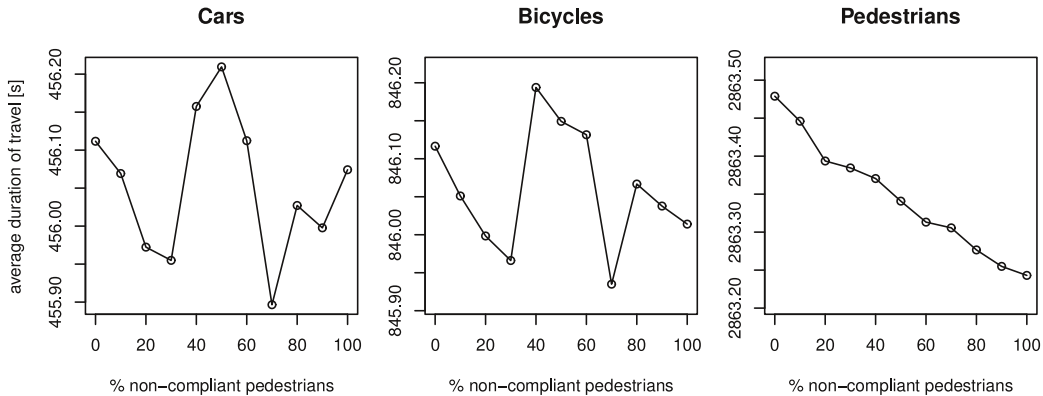 Cars
Bicycles
Pedestrians
average duration of travel [s]
456.20
456.10
456.00
455.90
0 20 40 60 80 100
% non−compliant pedestrians
846.20
846.10
846.00
845.90
0 20 40 60 80 100
% non−compliant pedestrians
2863.50
2863.40
2863.30
2863.20
0 20 40 60 80 100
% non−compliant pedestrians